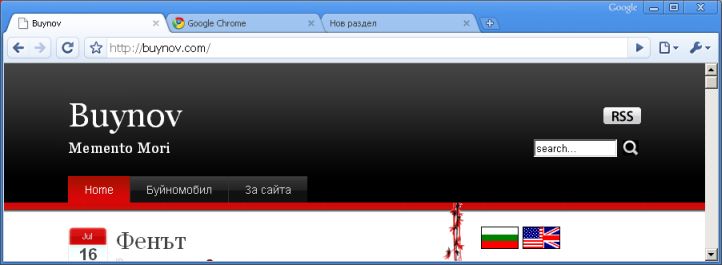 Google
Buynov
Google Chrome
Нов раздел
http://buynov.com/
Buynov
RSS
Memento Mori
search...
Home
Буйномобил
За сайта
Jul
16
Фенът